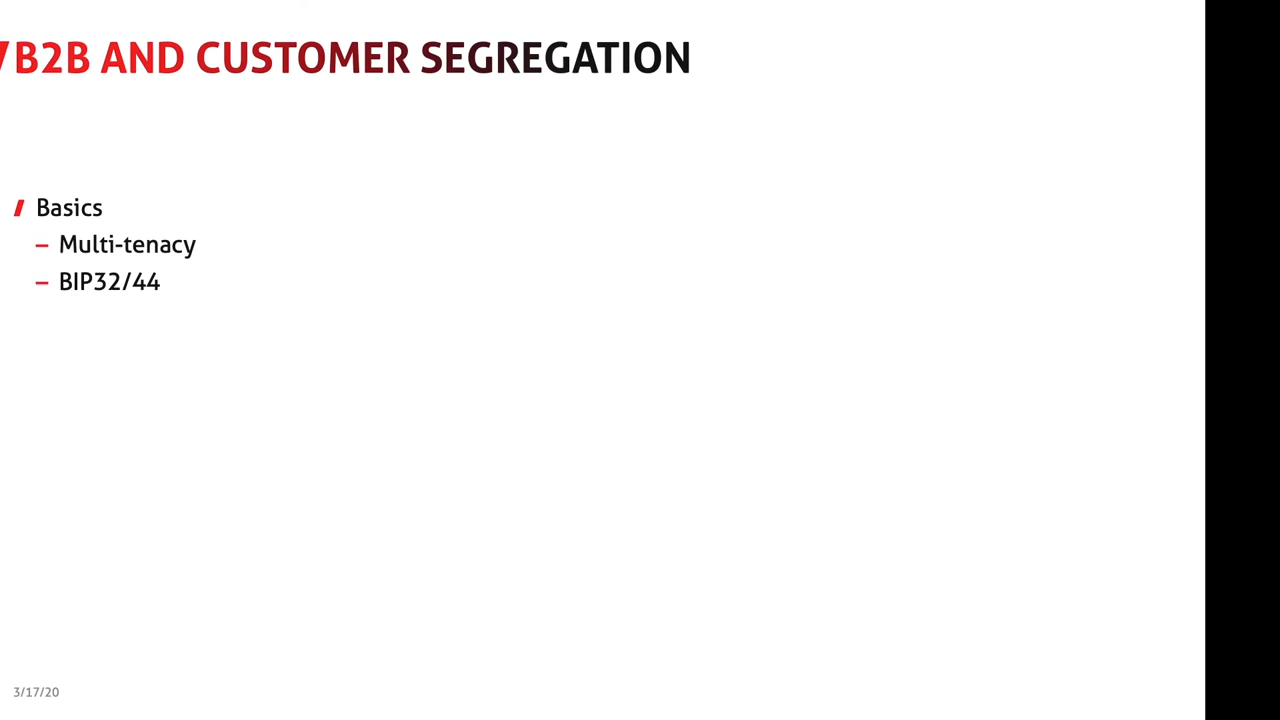 B2B AND CUSTOMER SEGREGATION
Basics
– Multi-tenacy
– BIP32/44
3/17/20